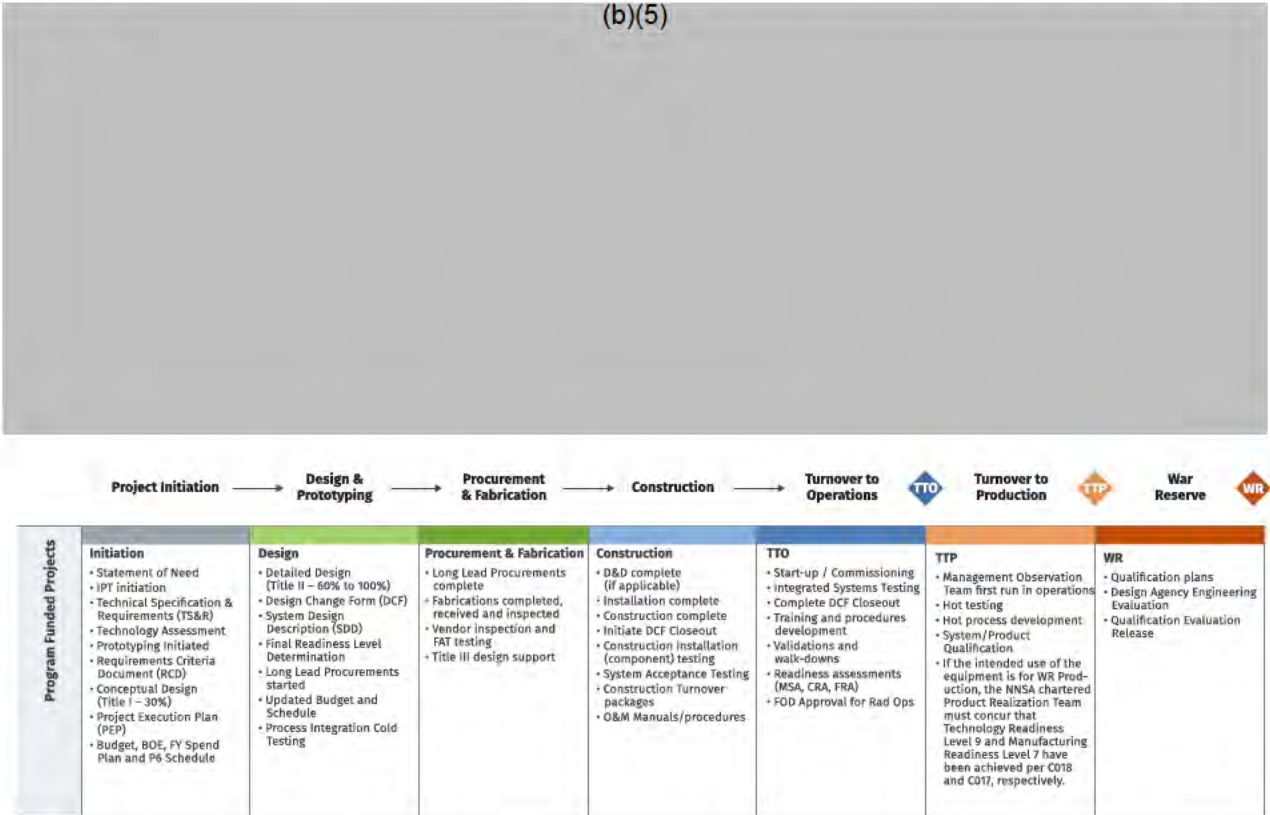 (b)(5)
Project Initiation
Design &
Prototyping
Procurement
& Fabrication
Construction
Turnover to
Operations
TTO
Turnover to
Production
TTP
War
Reserve
WR
Program Funded Projects
Initiation
• Statement of Need
• IPT initiation
• Technical Specification &
Requirements (TS&R)
• Technology Assessment
• Prototyping Initiated
• Requirements Criteria
Document (RCD)
• Conceptual Design
(Title I – 30%)
• Project Execution Plan
(PEP)
• Budget, BOE, FY Spend
Plan and P6 Schedule
Design
• Detailed Design
(Title II – 60% to 100%)
• Design Change Form (DCF)
• System Design
Description (SDD)
• Final Readiness Level
Determination
• Long Lead Procurements
started
• Updated Budget and
Schedule
• Process Integration Cold
Testing
Procurement & Fabrication
• Long Lead Procurements
complete
• Fabrications completed,
received and inspected
• Vendor inspection and
FAT testing
• Title III design support
Construction
• D&D complete
(if applicable)
• Installation complete
• Construction complete
• Initiate DCF Closeout
• Construction Installation
(component) testing
• System Acceptance Testing
• Construction Turnover
packages
• O&M Manuals/procedures
TTO
• Start-up / Commissioning
• Integrated Systems Testing
• Complete DCF Closeout
• Training and procedures
development
• Validations and
walk-downs
• Readiness assessments
(MSA, CRA, FRA)
• FOD Approval for Rad Ops
TTP
• Management Observation
Team first run in operations
• Hot testing
• Hot process development
• System/Product
Qualification
• If the intended use of the
equipment is for WR Prod-
uction, the NNSA chartered
Product Realization Team
must concur that
Technology Readiness
Level 9 and Manufacturing
Readiness Level 7 have
been achieved per C018
and C017, respectively.
WR
• Qualification plans
• Design Agency Engineering
Evaluation
• Qualification Evaluation
Release